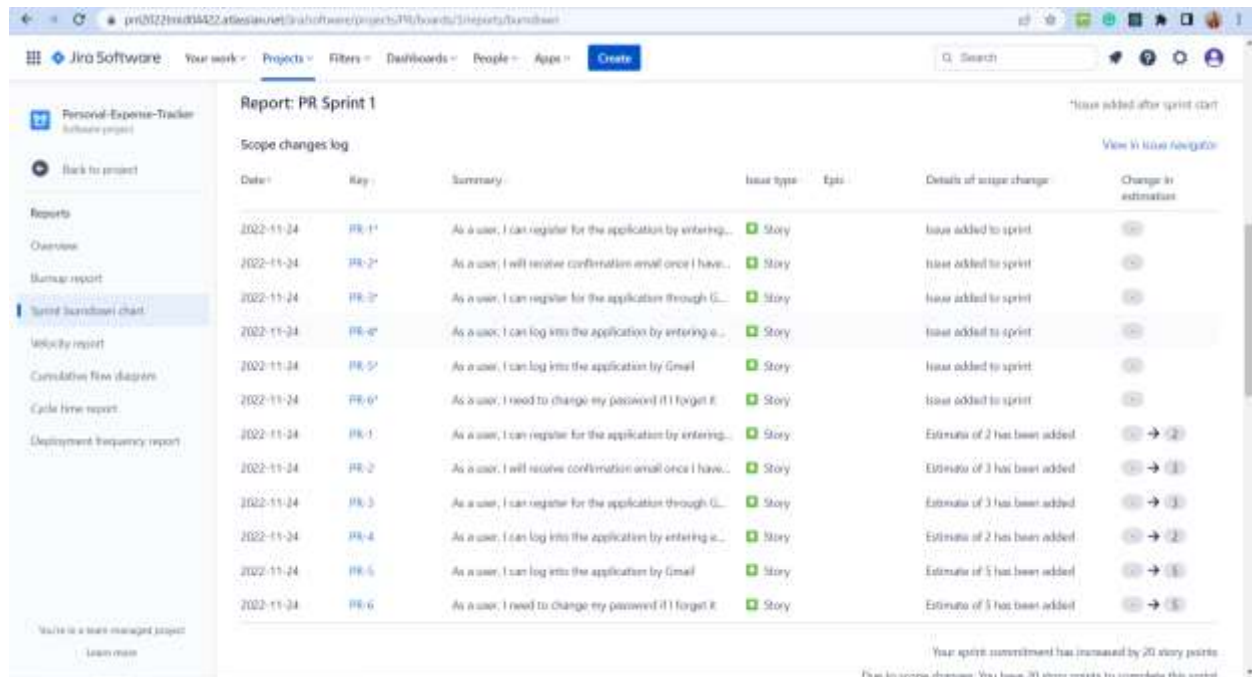 Jira Software Your work Projects Filters Dashboards People Apps Create Search
Personal-Expense-Tracker
Software project
Back to project
Reports
Overview
Burnup report
Sprint burndown chart
Velocity report
Cumulative flow diagram
Cycle time report
Deployment frequency report
You're in a team-managed project
Learn more
Report: PR Sprint 1
*Issue added after sprint start
Scope changes log
View in issue navigator
Date Key Summary Issue type Epic Details of scope change Change in estimation
2022-11-24 PR-1* As a user, I can register for the application by entering... Story Issue added to sprint -
2022-11-24 PR-2* As a user, I will receive confirmation email once I have... Story Issue added to sprint -
2022-11-24 PR-3* As a user, I can register for the application through G... Story Issue added to sprint -
2022-11-24 PR-4* As a user, I can log into the application by entering e... Story Issue added to sprint -
2022-11-24 PR-5* As a user, I can log into the application by Gmail Story Issue added to sprint -
2022-11-24 PR-6* As a user, I need to change my password if I forget it Story Issue added to sprint -
2022-11-24 PR-1 As a user, I can register for the application by entering... Story Estimate of 2 has been added - → 2
2022-11-24 PR-2 As a user, I will receive confirmation email once I have... Story Estimate of 3 has been added - → 3
2022-11-24 PR-3 As a user, I can register for the application through G... Story Estimate of 3 has been added - → 3
2022-11-24 PR-4 As a user, I can log into the application by entering e... Story Estimate of 2 has been added - → 2
2022-11-24 PR-5 As a user, I can log into the application by Gmail Story Estimate of 5 has been added - → 5
2022-11-24 PR-6 As a user, I need to change my password if I forget it Story Estimate of 5 has been added - → 5
Your sprint commitment has increased by 20 story points
Due to scope changes: You have 20 story points to complete this sprint